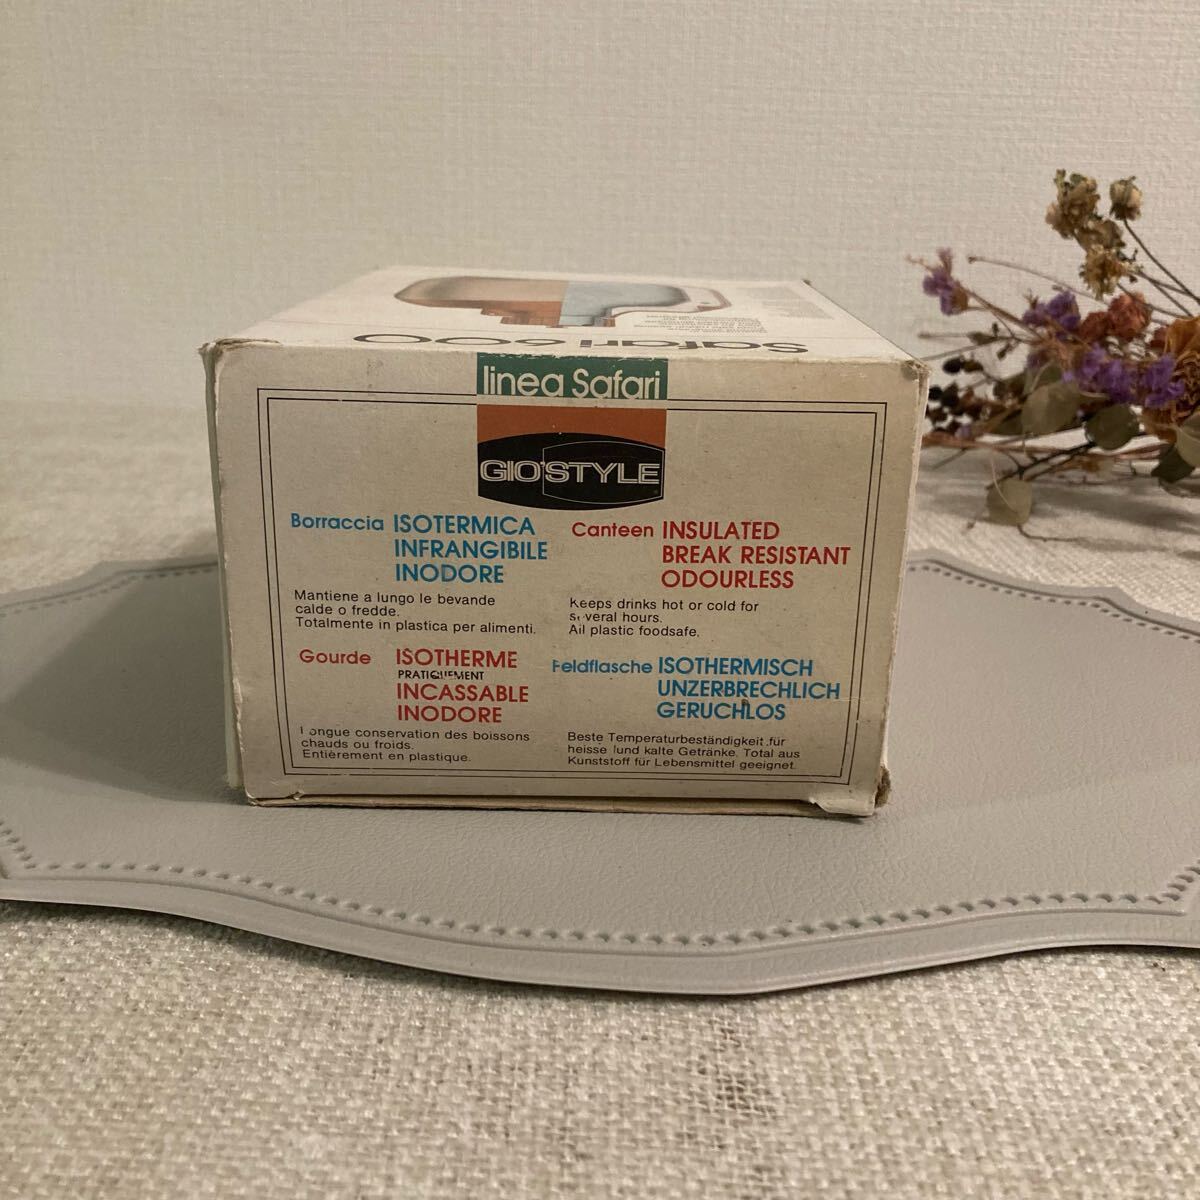 Safari 600
linea Safari
GIO'STYLE
Borraccia ISOTERMICA
INFRANGIBILE
INODORE
Mantiene a lungo le bevande
calde o fredde.
Totalmente in plastica per alimenti.
Canteen INSULATED
BREAK RESISTANT
ODOURLESS
Keeps drinks hot or cold for
several hours.
All plastic foodsafe.
Gourde ISOTHERME
PRATIQUEMENT
INCASSABLE
INODORE
Longue conservation des boissons
chauds ou froids.
Entièrement en plastique.
Feldflasche ISOTHERMISCH
UNZERBRECHLICH
GERUCHLOS
Beste Temperaturbeständigkeit für
heisse und kalte Getränke. Total aus
Kunststoff für Lebensmittel geeignet.